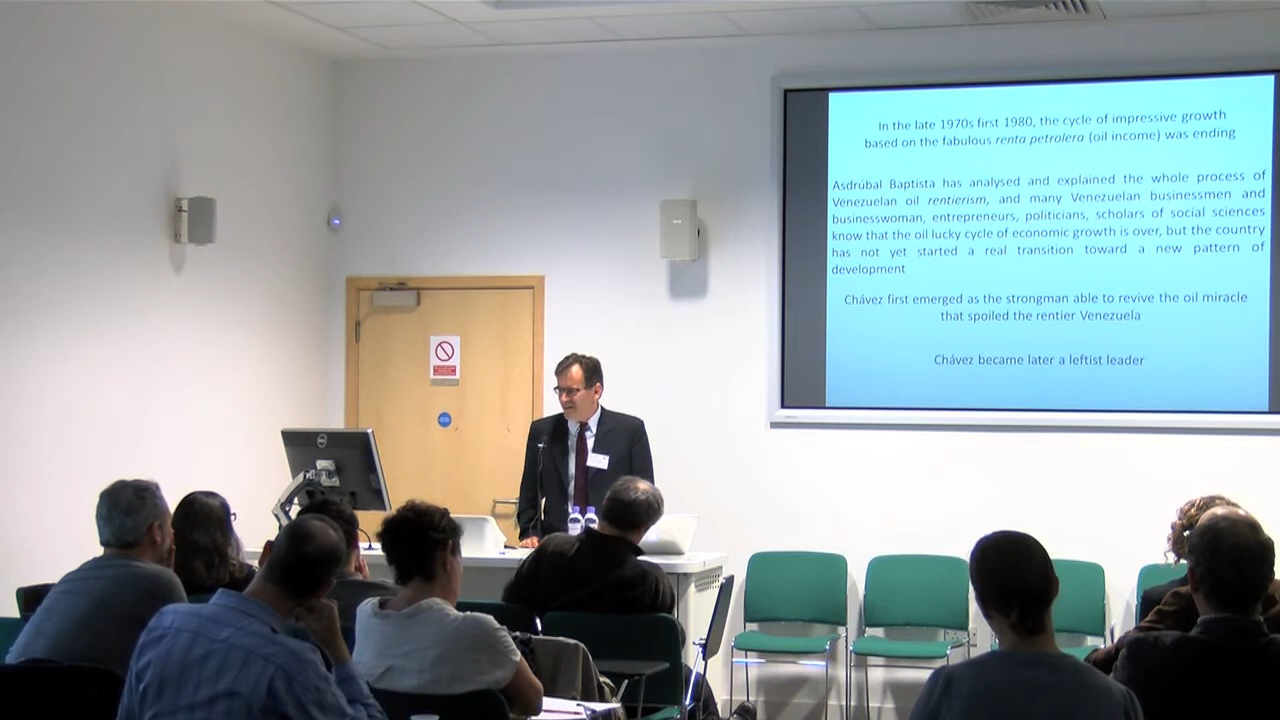 In the late 1970s first 1980, the cycle of impressive growth
based on the fabulous renta petrolera (oil income) was ending
Asdrúbal Baptista has analysed and explained the whole process of
Venezuelan oil rentierism, and many Venezuelan businessmen and
businesswoman, entrepreneurs, politicians, scholars of social sciences
know that the oil lucky cycle of economic growth is over, but the country
has not yet started a real transition toward a new pattern of
development
Chávez first emerged as the strongman able to revive the oil miracle
that spoiled the rentier Venezuela
Chávez became later a leftist leader
DELL